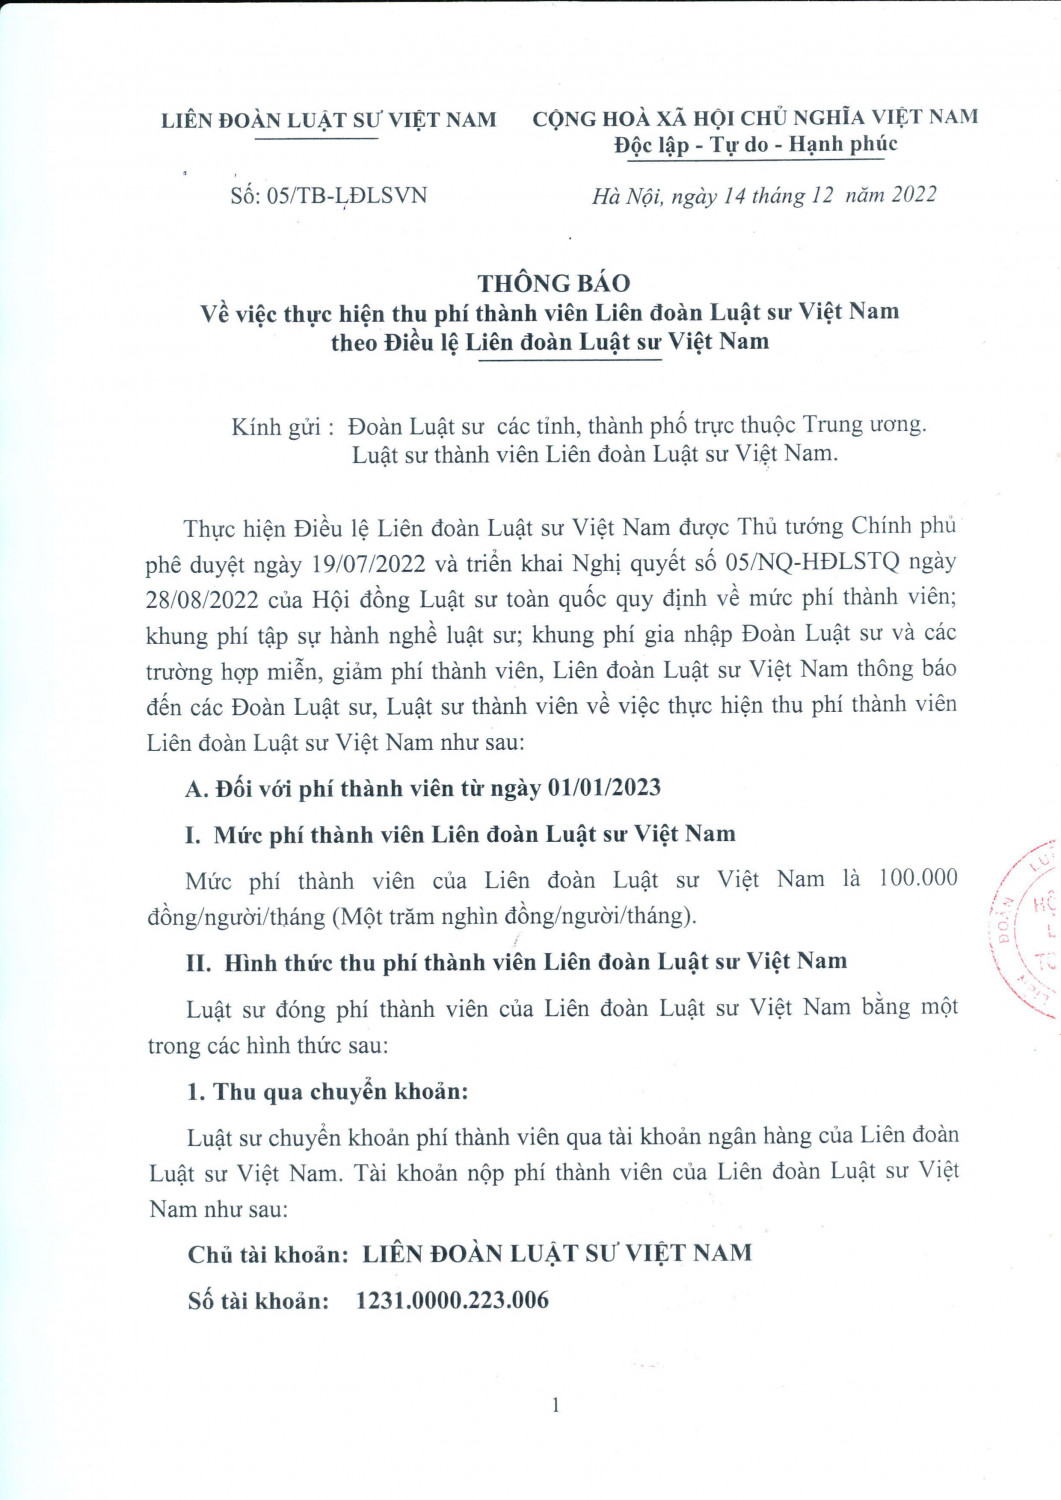 LIÊN ĐOÀN LUẬT SƯ VIỆT NAM
CỘNG HOÀ XÃ HỘI CHỦ NGHĨA VIỆT NAM
Độc lập - Tự do - Hạnh phúc
Số: 05/TB-LĐLSVN
Hà Nội, ngày 14 tháng 12 năm 2022
THÔNG BÁO
Về việc thực hiện thu phí thành viên Liên đoàn Luật sư Việt Nam
theo Điều lệ Liên đoàn Luật sư Việt Nam
Kính gửi : Đoàn Luật sư các tỉnh, thành phố trực thuộc Trung ương.
Luật sư thành viên Liên đoàn Luật sư Việt Nam.
Thực hiện Điều lệ Liên đoàn Luật sư Việt Nam được Thủ tướng Chính phủ
phê duyệt ngày 19/07/2022 và triển khai Nghị quyết số 05/NQ-HĐLSTQ ngày
28/08/2022 của Hội đồng Luật sư toàn quốc quy định về mức phí thành viên;
khung phí tập sự hành nghề luật sư; khung phí gia nhập Đoàn Luật sư và các
trường hợp miễn, giảm phí thành viên, Liên đoàn Luật sư Việt Nam thông báo
đến các Đoàn Luật sư, Luật sư thành viên về việc thực hiện thu phí thành viên
Liên đoàn Luật sư Việt Nam như sau:
A. Đối với phí thành viên từ ngày 01/01/2023
I. Mức phí thành viên Liên đoàn Luật sư Việt Nam
Mức phí thành viên của Liên đoàn Luật sư Việt Nam là 100.000
đồng/người/tháng (Một trăm nghìn đồng/người/tháng).
II. Hình thức thu phí thành viên Liên đoàn Luật sư Việt Nam
Luật sư đóng phí thành viên của Liên đoàn Luật sư Việt Nam bằng một
trong các hình thức sau:
1. Thu qua chuyển khoản:
Luật sư chuyển khoản phí thành viên qua tài khoản ngân hàng của Liên đoàn
Luật sư Việt Nam. Tài khoản nộp phí thành viên của Liên đoàn Luật sư Việt
Nam như sau:
Chủ tài khoản: LIÊN ĐOÀN LUẬT SƯ VIỆT NAM
Số tài khoản: 1231.0000.223.006
LIÊN ĐOÀN
1